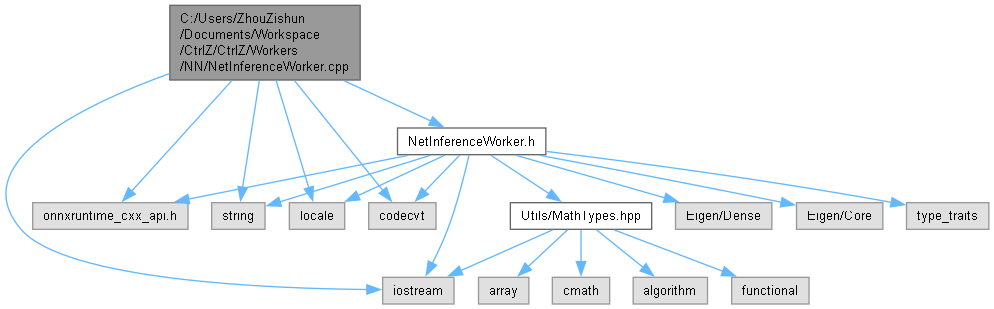 C:/Users/ZhouZishun
/Documents/Workspace
/CtrlZ/CtrlZ/Workers
/NN/NetInferenceWorker.cpp
NetInferenceWorker.h
onnxruntime_cxx_api.h
string
locale
codecvt
Utils/MathTypes.hpp
Eigen/Dense
Eigen/Core
type_traits
iostream
array
cmath
algorithm
functional